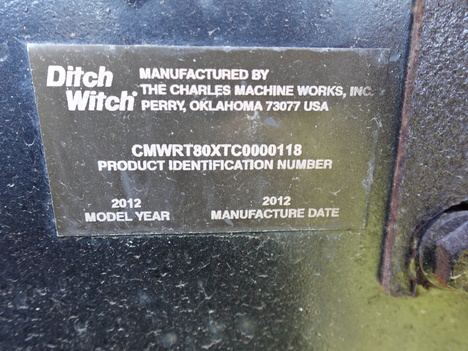 Ditch
Witch®
MANUFACTURED BY
THE CHARLES MACHINE WORKS, INC.
PERRY, OKLAHOMA 73077 USA
CMWRT80XTC0000118
PRODUCT IDENTIFICATION NUMBER
2012
MODEL YEAR
2012
MANUFACTURE DATE